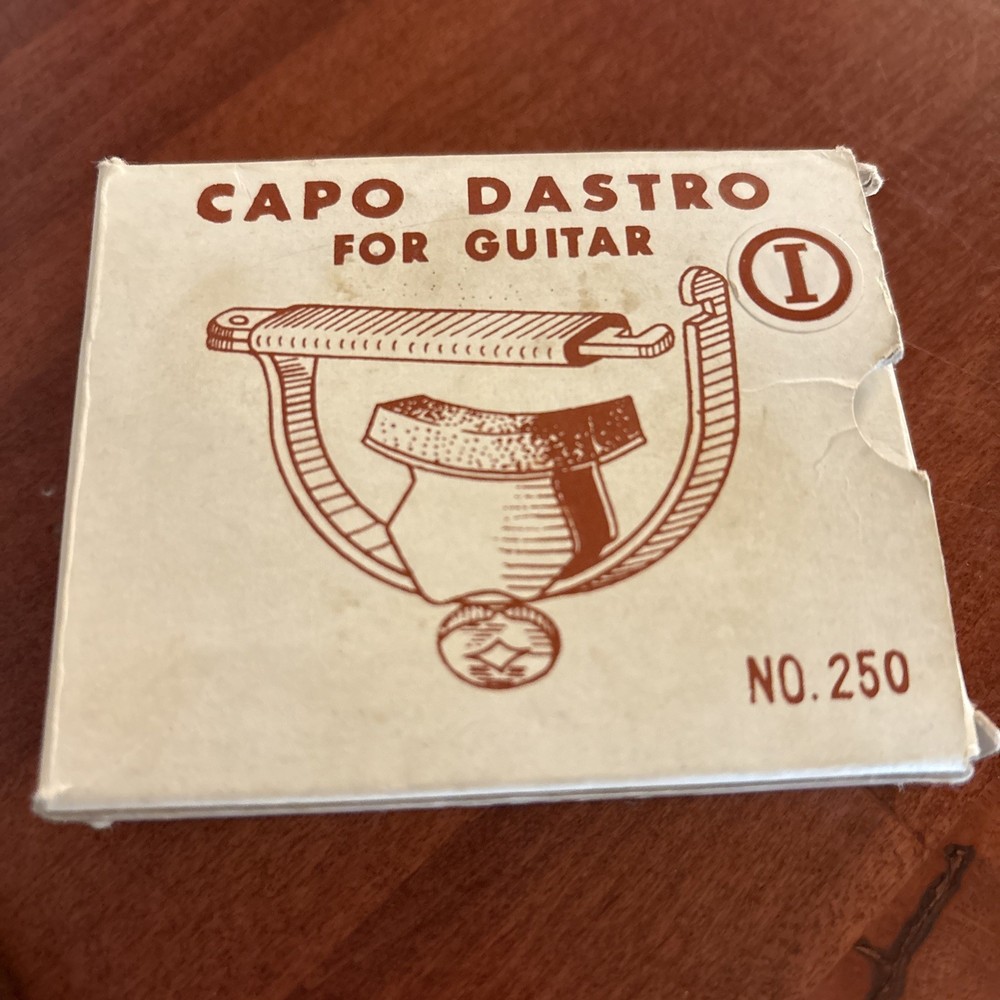 CAPO DASTRO
FOR GUITAR
I
NO. 250